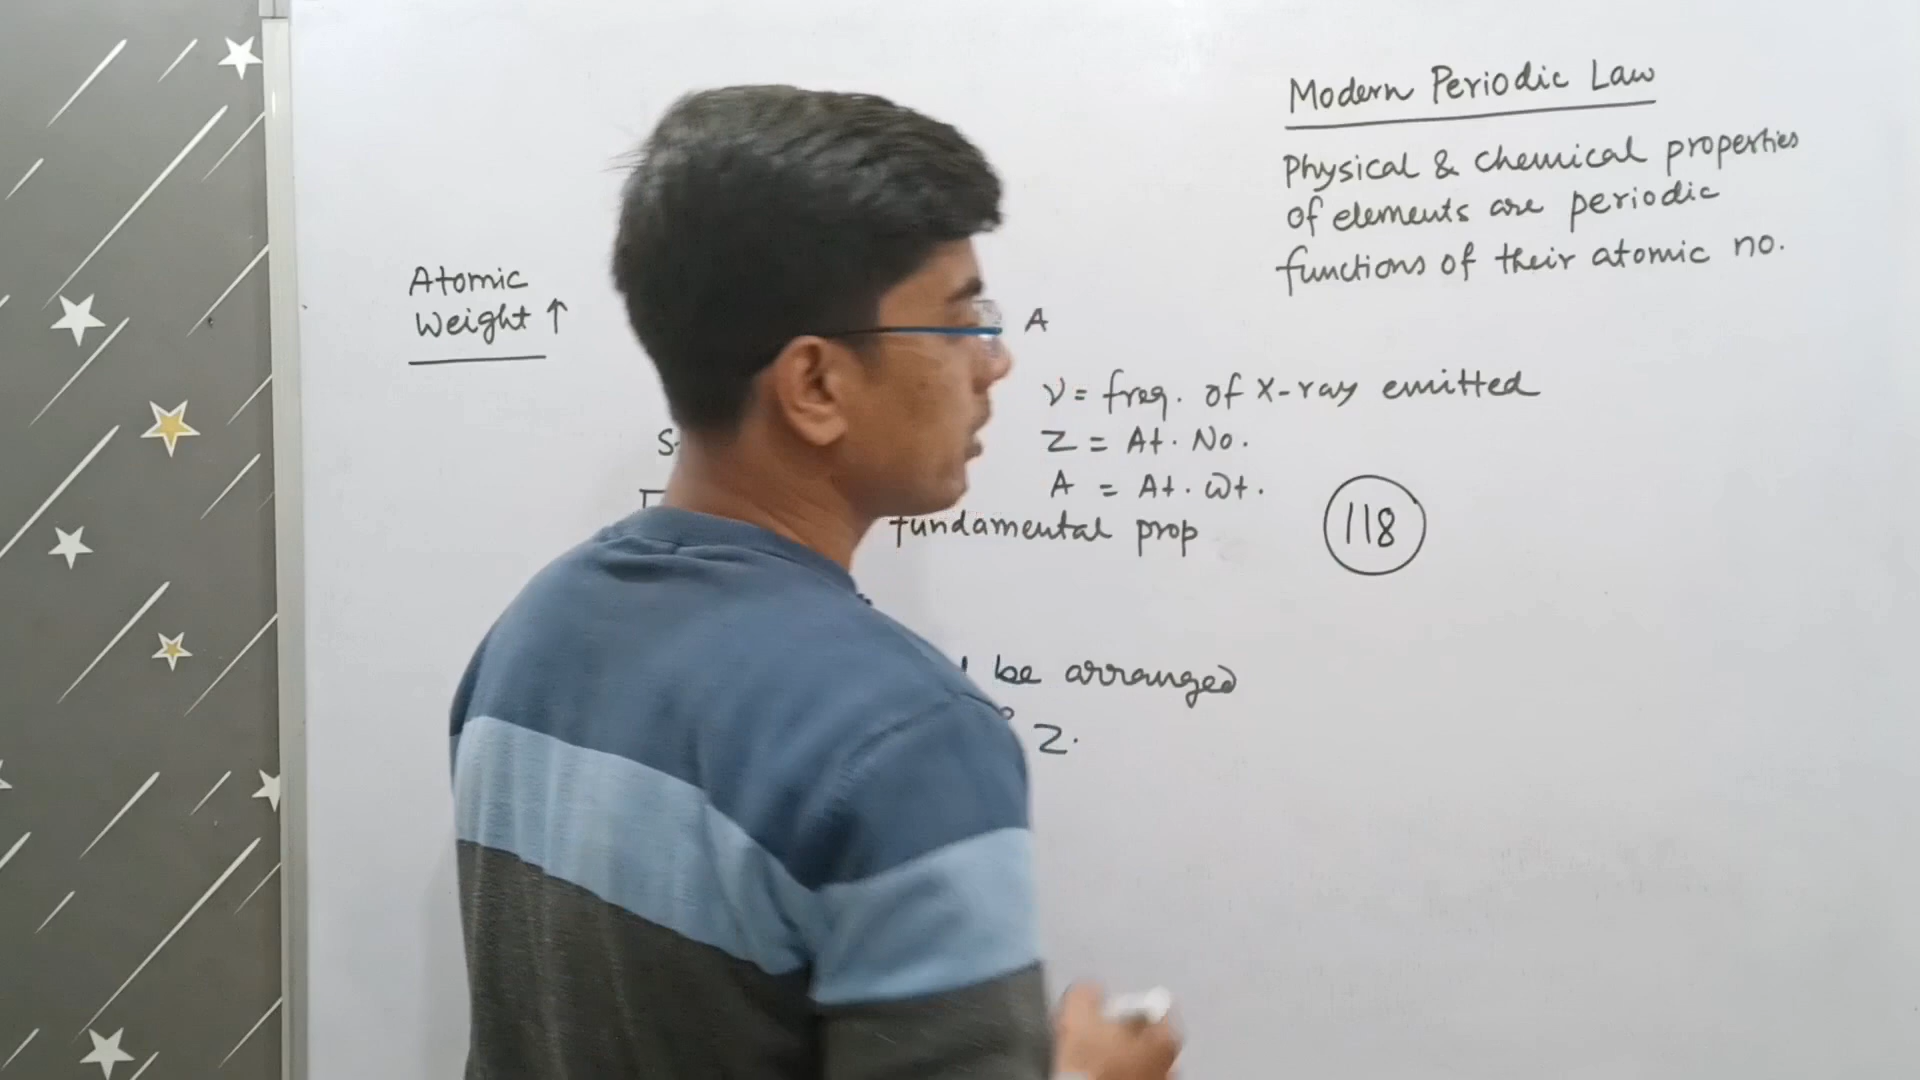 Modern Periodic Law
Physical & chemical properties
of elements are periodic
functions of their atomic no.
Atomic
Weight ↑
A
ν = freq. of X-ray emitted
Z = At. No.
A = At. Wt.
fundamental prop
118
be arranged
Z.